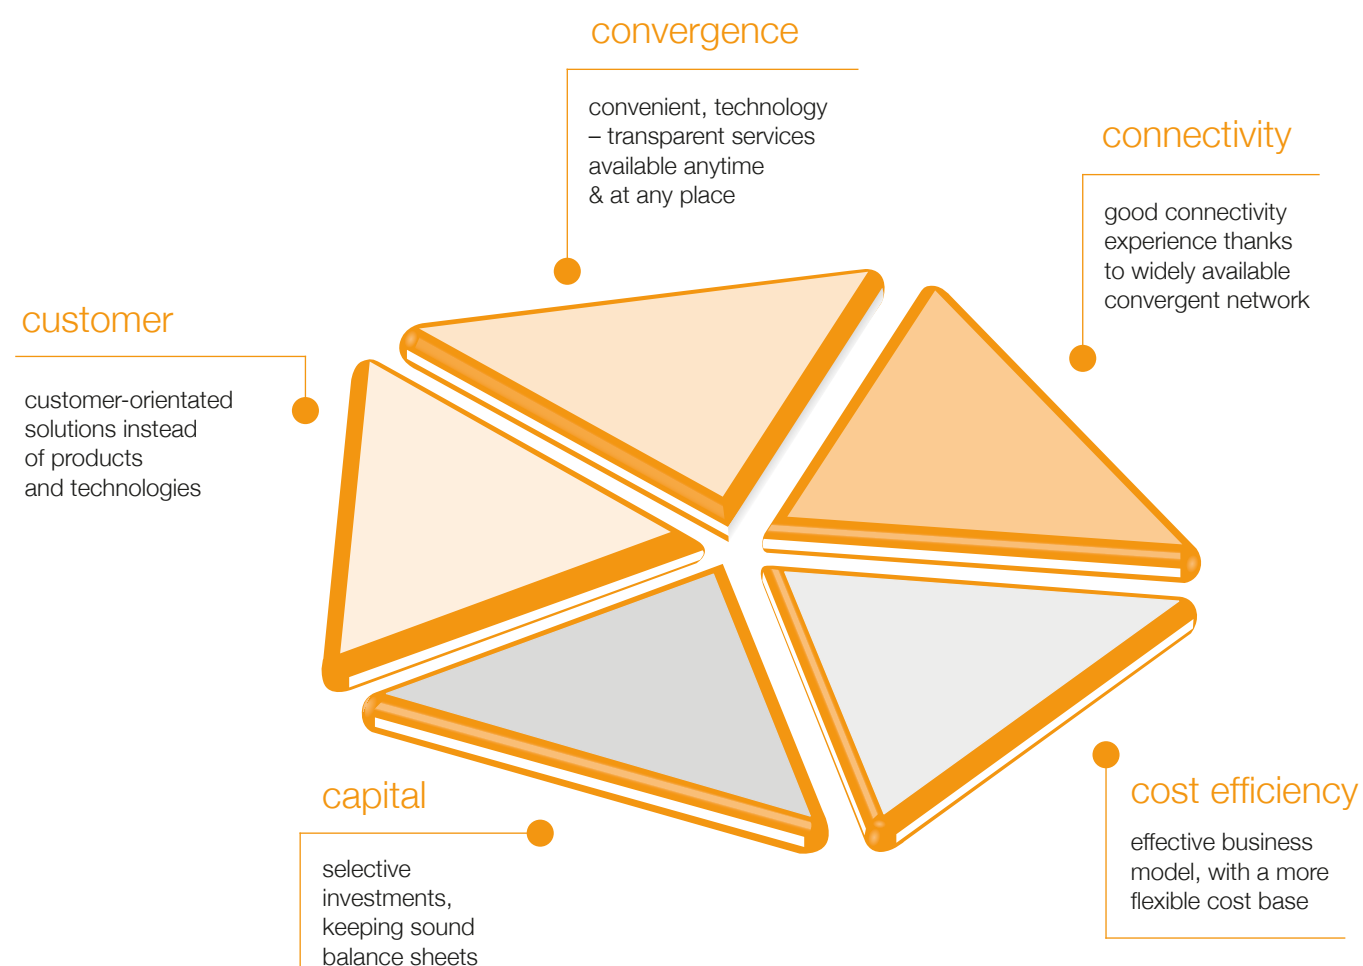 convergence
convenient, technology
– transparent services
available anytime
& at any place
connectivity
good connectivity
experience thanks
to widely available
convergent network
customer
customer-orientated
solutions instead
of products
and technologies
capital
selective
investments,
keeping sound
balance sheets
cost efficiency
effective business
model, with a more
flexible cost base